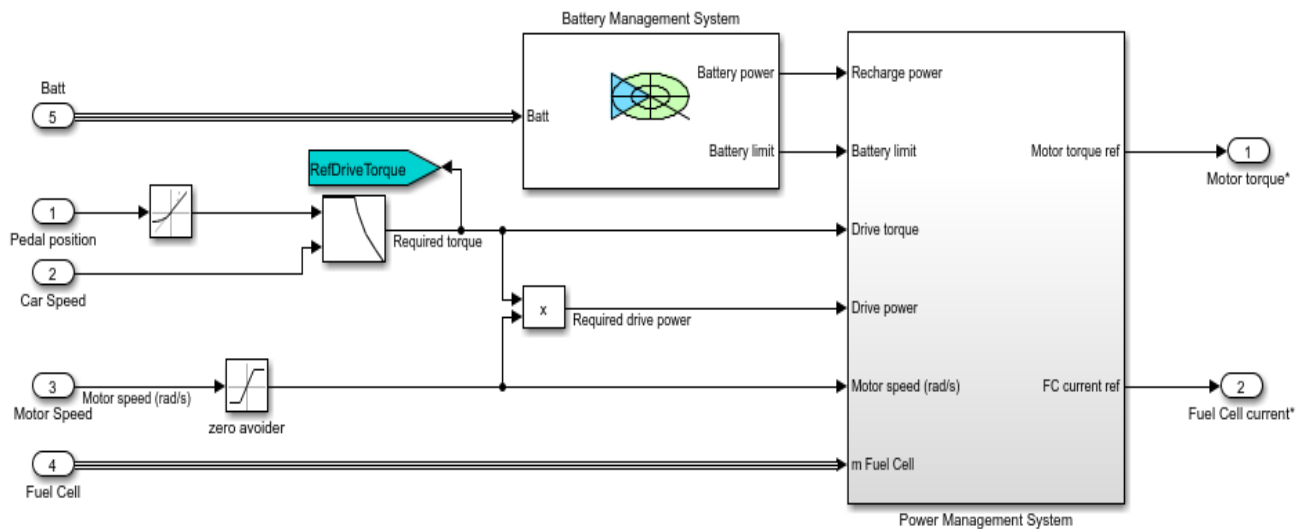 Battery Management System
Batt
5
Batt
Battery power
Battery limit
Recharge power
Battery limit
Motor torque ref
1
Motor torque*
RefDriveTorque
1
Pedal position
2
Car Speed
Required torque
Drive torque
x
Required drive power
Drive power
3
Motor Speed
Motor speed (rad/s)
zero avoider
Motor speed (rad/s)
FC current ref
2
Fuel Cell current*
4
Fuel Cell
m Fuel Cell
Power Management System